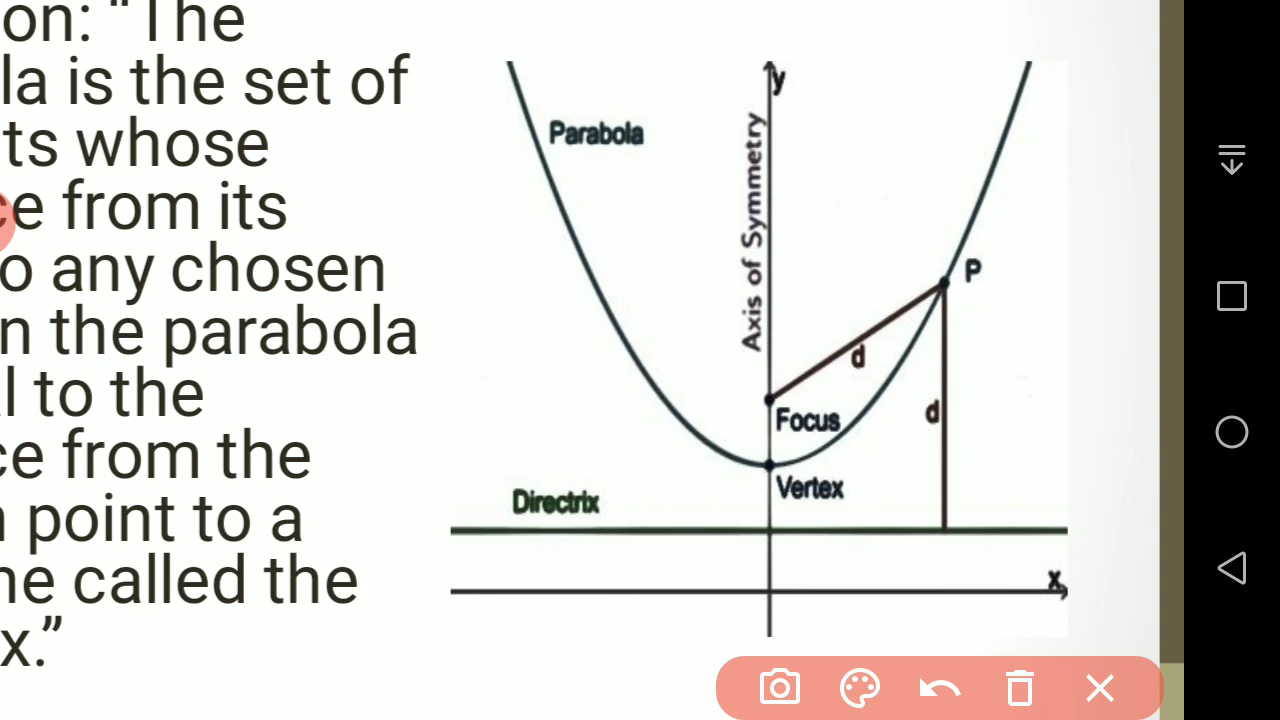 on: “The
la is the set of
ts whose
ce from its
o any chosen
n the parabola
l to the
ce from the
point to a
ne called the
x.”
y
Parabola
Axis of Symmetry
P
d
Focus
d
Vertex
Directrix
x